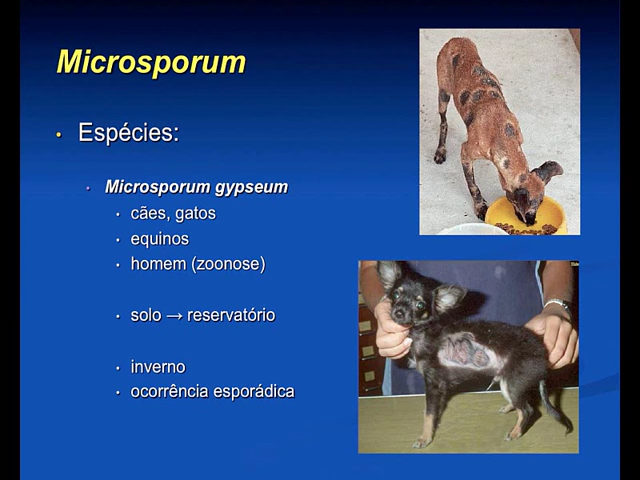 Microsporum
• Espécies:
• Microsporum gypseum
• cães, gatos
• equinos
• homem (zoonose)
• solo → reservatório
• inverno
• ocorrência esporádica